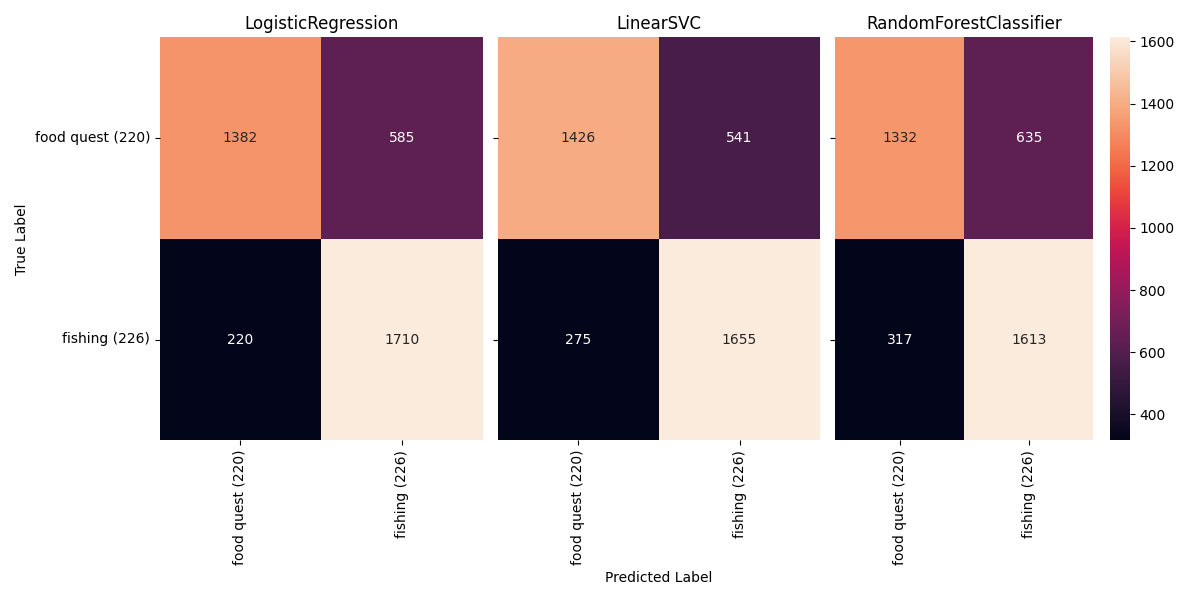 LogisticRegression
LinearSVC
RandomForestClassifier
True Label
food quest (220)
fishing (226)
1382
585
220
1710
1426
541
275
1655
1332
635
317
1613
food quest (220)
fishing (226)
food quest (220)
fishing (226)
food quest (220)
fishing (226)
Predicted Label
1600
1400
1200
1000
800
600
400